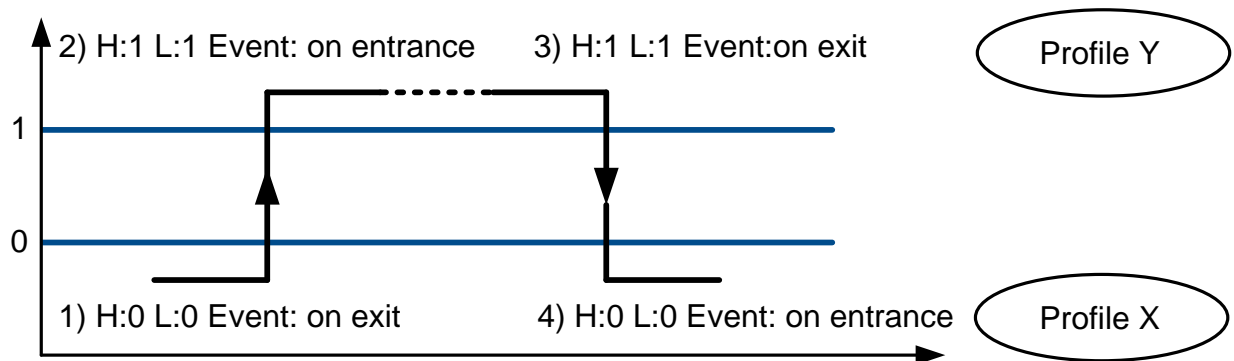 2) H:1 L:1 Event: on entrance
3) H:1 L:1 Event:on exit
Profile Y
1
0
1) H:0 L:0 Event: on exit
4) H:0 L:0 Event: on entrance
Profile X